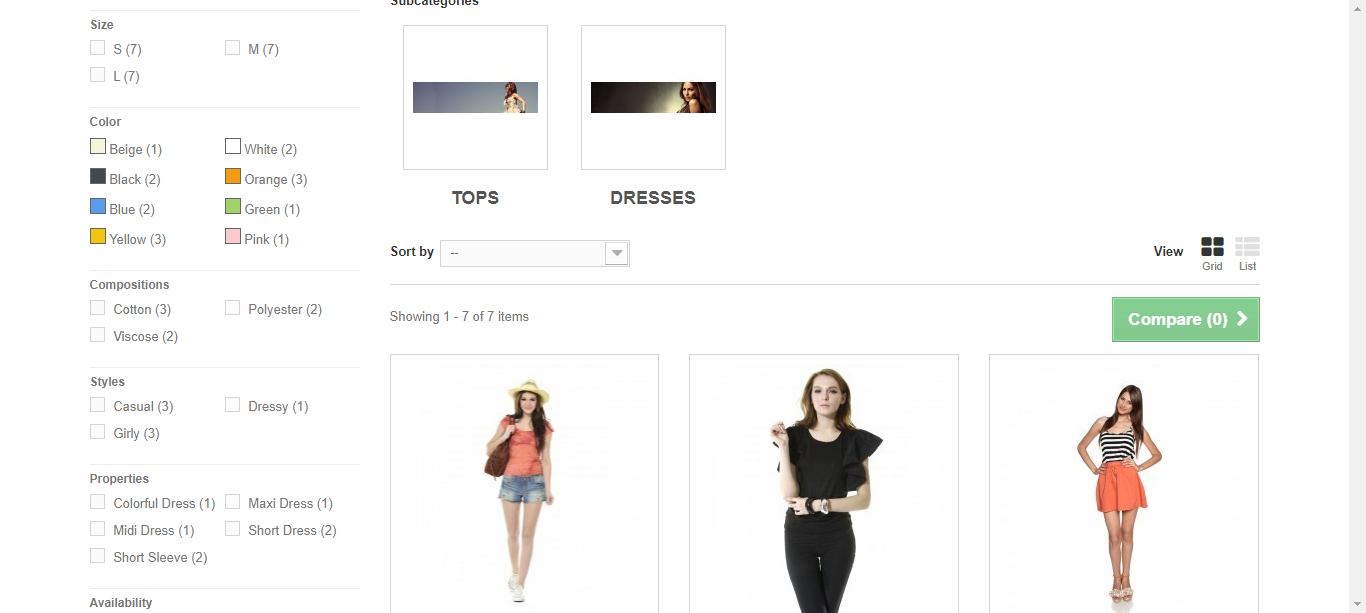 Subcategories
Size
S (7)
M (7)
L (7)
Color
Beige (1)
White (2)
Black (2)
Orange (3)
Blue (2)
Green (1)
Yellow (3)
Pink (1)
Compositions
Cotton (3)
Polyester (2)
Viscose (2)
Styles
Casual (3)
Dressy (1)
Girly (3)
Properties
Colorful Dress (1)
Maxi Dress (1)
Midi Dress (1)
Short Dress (2)
Short Sleeve (2)
Availability
TOPS
DRESSES
Sort by
--
View
Grid
List
Showing 1 - 7 of 7 items
Compare (0)